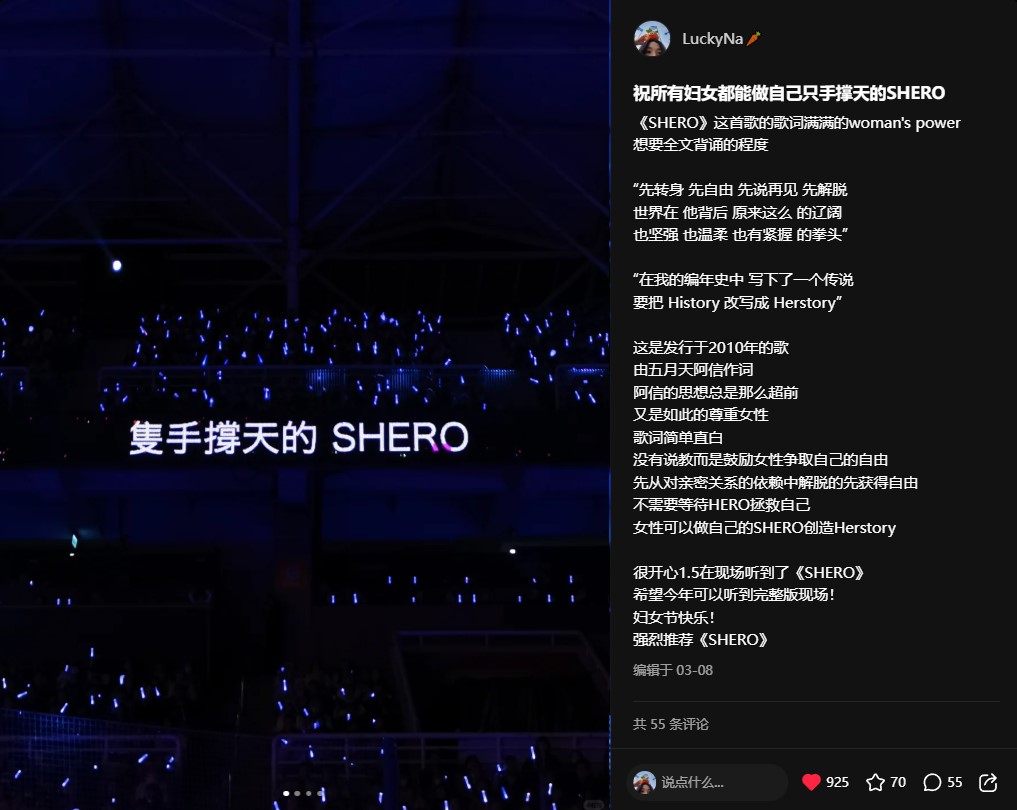 隻手撐天的 SHERO
LuckyNa🥕
祝所有妇女都能做自己只手撑天的SHERO
《SHERO》这首歌的歌词满满的woman's power
想要全文背诵的程度
“先转身 先自由 先说再见 先解脱
世界在 他背后 原来这么 的辽阔
也坚强 也温柔 也有紧握 的拳头”
“在我的编年史中 写下了一个传说
要把 History 改写成 Herstory”
这是发行于2010年的歌
由五月天阿信作词
阿信的思想总是那么超前
又是如此的尊重女性
歌词简单直白
没有说教而是鼓励女性争取自己的自由
先从对亲密关系的依赖中解脱的先获得自由
不需要等待HERO拯救自己
女性可以做自己的SHERO创造Herstory
很开心1.5在现场听到了《SHERO》
希望今年可以听到完整版现场！
妇女节快乐！
强烈推荐《SHERO》
编辑于 03-08
共 55 条评论
说点什么...
925
70
55